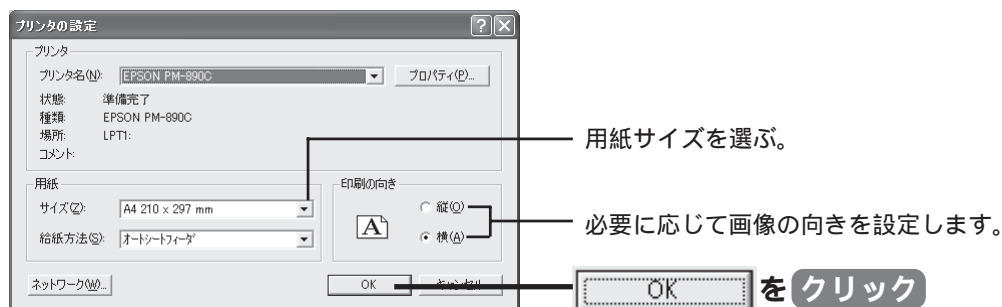 プリンタの設定
プリンタ
プリンタ名(N): EPSON PM-890C プロパティ(P)...
状態: 準備完了
種類: EPSON PM-890C
場所: LPT1:
コメント:
用紙サイズを選ぶ。
用紙
サイズ(Z): A4 210 x 297 mm
給紙方法(S): オートシートフィーダ
印刷の向き
A
縦(O)
横(A)
必要に応じて画像の向きを設定します。
ネットワーク(W)... OK キャンセル
OK をクリック